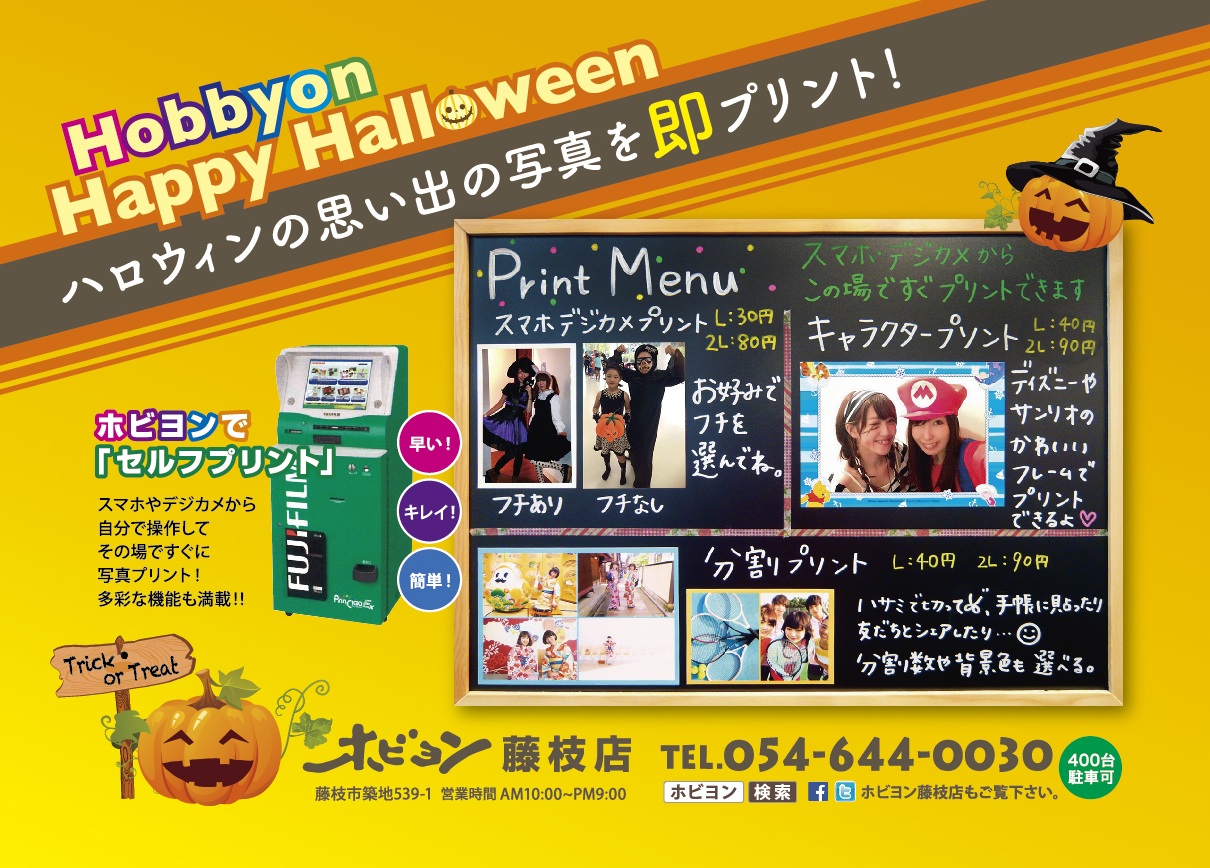 Hobbyon
Happy Halloween
ハロウィンの思い出の写真を即プリント!
Print Menu
スマホデジカメプリント L:30円
2L:80円
お好みで
フチを
選んでね。
フチあり フチなし
スマホ・デジカメから
この場ですぐプリントできます
キャラクタープリント L:40円
2L:90円
ディズニーや
サンリオの
かわいい
フレームで
プリント
できるよ♡
分割プリント L:40円 2L:90円
ハサミで切っても、手帳に貼ったり
友だちとシェアしたり…☺
分割数や背景色も選べる。
ホビヨンで
「セルフプリント」
スマホやデジカメから
自分で操作して
その場ですぐに
写真プリント!
多彩な機能も満載!!
FUJIFILM
PrinCiao Ex
早い!
キレイ!
簡単!
Trick
or Treat
ホビヨン 藤枝店 TEL.054-644-0030
400台
駐車可
藤枝市築地539-1 営業時間 AM10:00~PM9:00
ホビヨン 検索 f t ホビヨン藤枝店もご覧下さい。